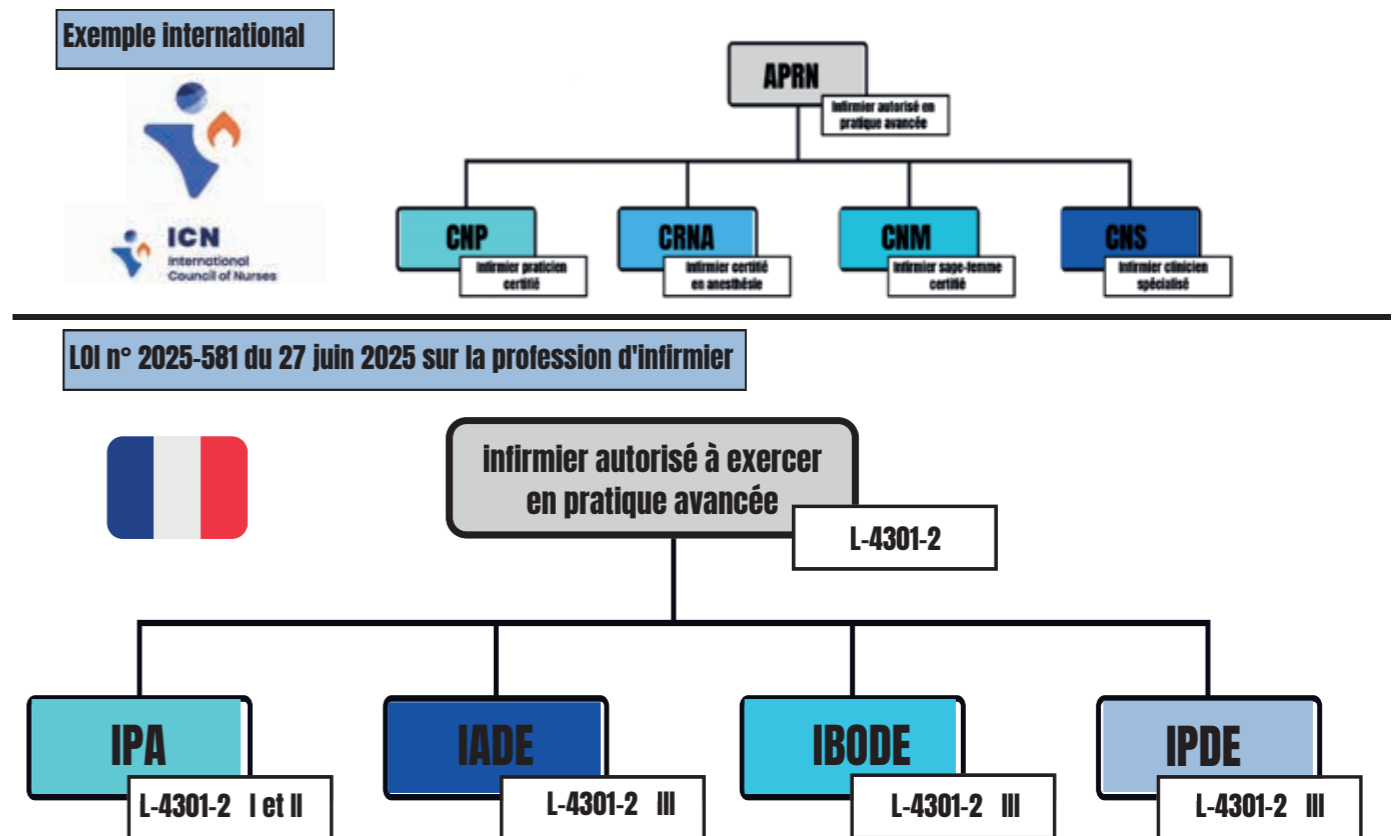 Exemple international
ICN
International
Council of Nurses
APRN
Infirmier autorisé en
pratique avancée
CNP
Infirmier praticien
certifié
CRNA
Infirmier certifié
en anesthésie
CNM
Infirmier sage-femme
certifié
CNS
Infirmier clinicien
spécialisé
LOI n° 2025-581 du 27 juin 2025 sur la profession d'infirmier
infirmier autorisé à exercer
en pratique avancée
L-4301-2
IPA
L-4301-2 I et II
IADE
L-4301-2 III
IBODE
L-4301-2 III
IPDE
L-4301-2 III